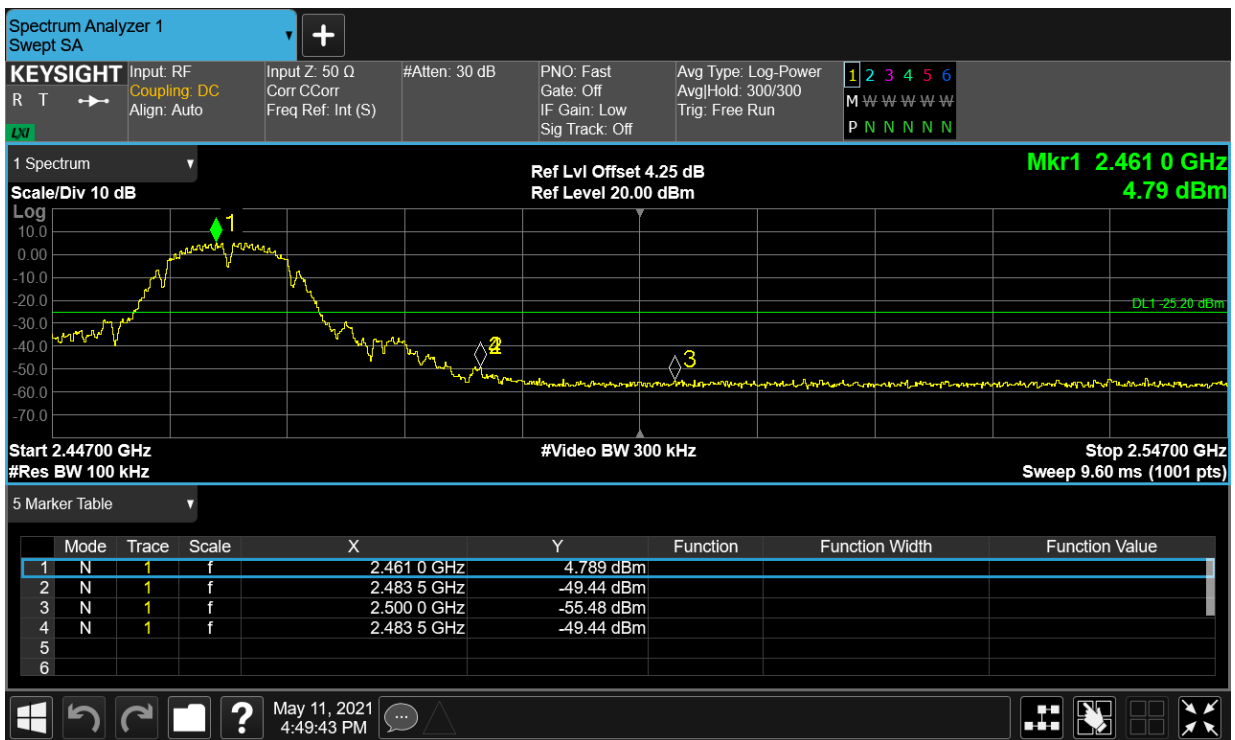 Spectrum Analyzer 1
Swept SA
+
KEYSIGHT
R T
LXI
Input: RF
Coupling: DC
Align: Auto
Input Z: 50 Ω
Corr CCorr
Freq Ref: Int (S)
#Atten: 30 dB
PNO: Fast
Gate: Off
IF Gain: Low
Sig Track: Off
Avg Type: Log-Power
Avg|Hold: 300/300
Trig: Free Run
1 2 3 4 5 6
M W W W W W
P N N N N N
1 Spectrum
Scale/Div 10 dB
Ref Lvl Offset 4.25 dB
Ref Level 20.00 dBm
Mkr1 2.461 0 GHz
4.79 dBm
Log
10.0
0.00
-10.0
-20.0
-30.0
-40.0
-50.0
-60.0
-70.0
1
3
DL1 -25.20 dBm
Start 2.44700 GHz
#Res BW 100 kHz
#Video BW 300 kHz
Stop 2.54700 GHz
Sweep 9.60 ms (1001 pts)
5 Marker Table
Mode Trace Scale X Y Function Function Width Function Value
1 N 1 f 2.461 0 GHz 4.789 dBm
2 N 1 f 2.483 5 GHz -49.44 dBm
3 N 1 f 2.500 0 GHz -55.48 dBm
4 N 1 f 2.483 5 GHz -49.44 dBm
5
6
?
May 11, 2021
4:49:43 PM